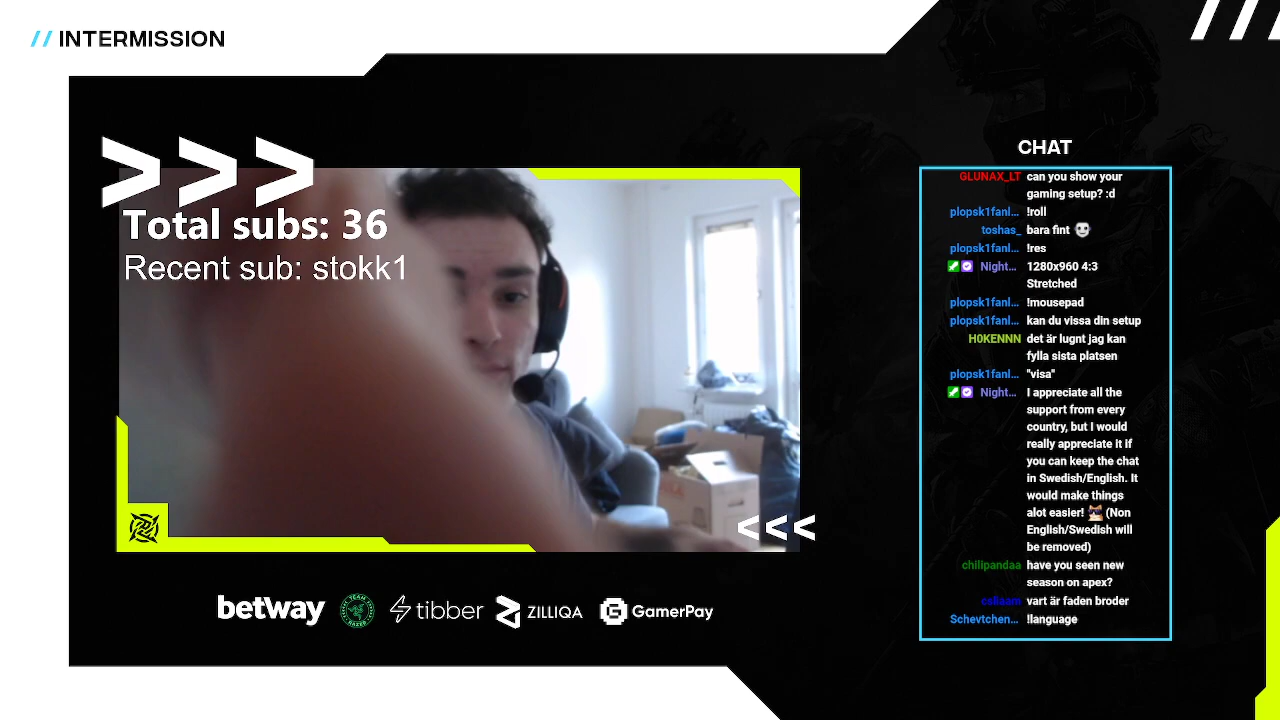 // INTERMISSION
>>>
Total subs: 36
Recent sub: stokk1
<<<
betway
TEAM RAZER
tibber
ZILLIQA
GamerPay
CHAT
GLUNAX_LT can you show your
gaming setup? :d
plopsk1fanl... !roll
toshas_ bara fint
plopsk1fanl... !res
Night... 1280x960 4:3
Stretched
plopsk1fanl... !mousepad
plopsk1fanl... kan du vissa din setup
H0KENNN det är lugnt jag kan
fylla sista platsen
plopsk1fanl... "visa"
Night... I appreciate all the
support from every
country, but I would
really appreciate it if
you can keep the chat
in Swedish/English. It
would make things
alot easier! (Non
English/Swedish will
be removed)
chilipandaa have you seen new
season on apex?
vart är faden broder
Schevtchen... !language